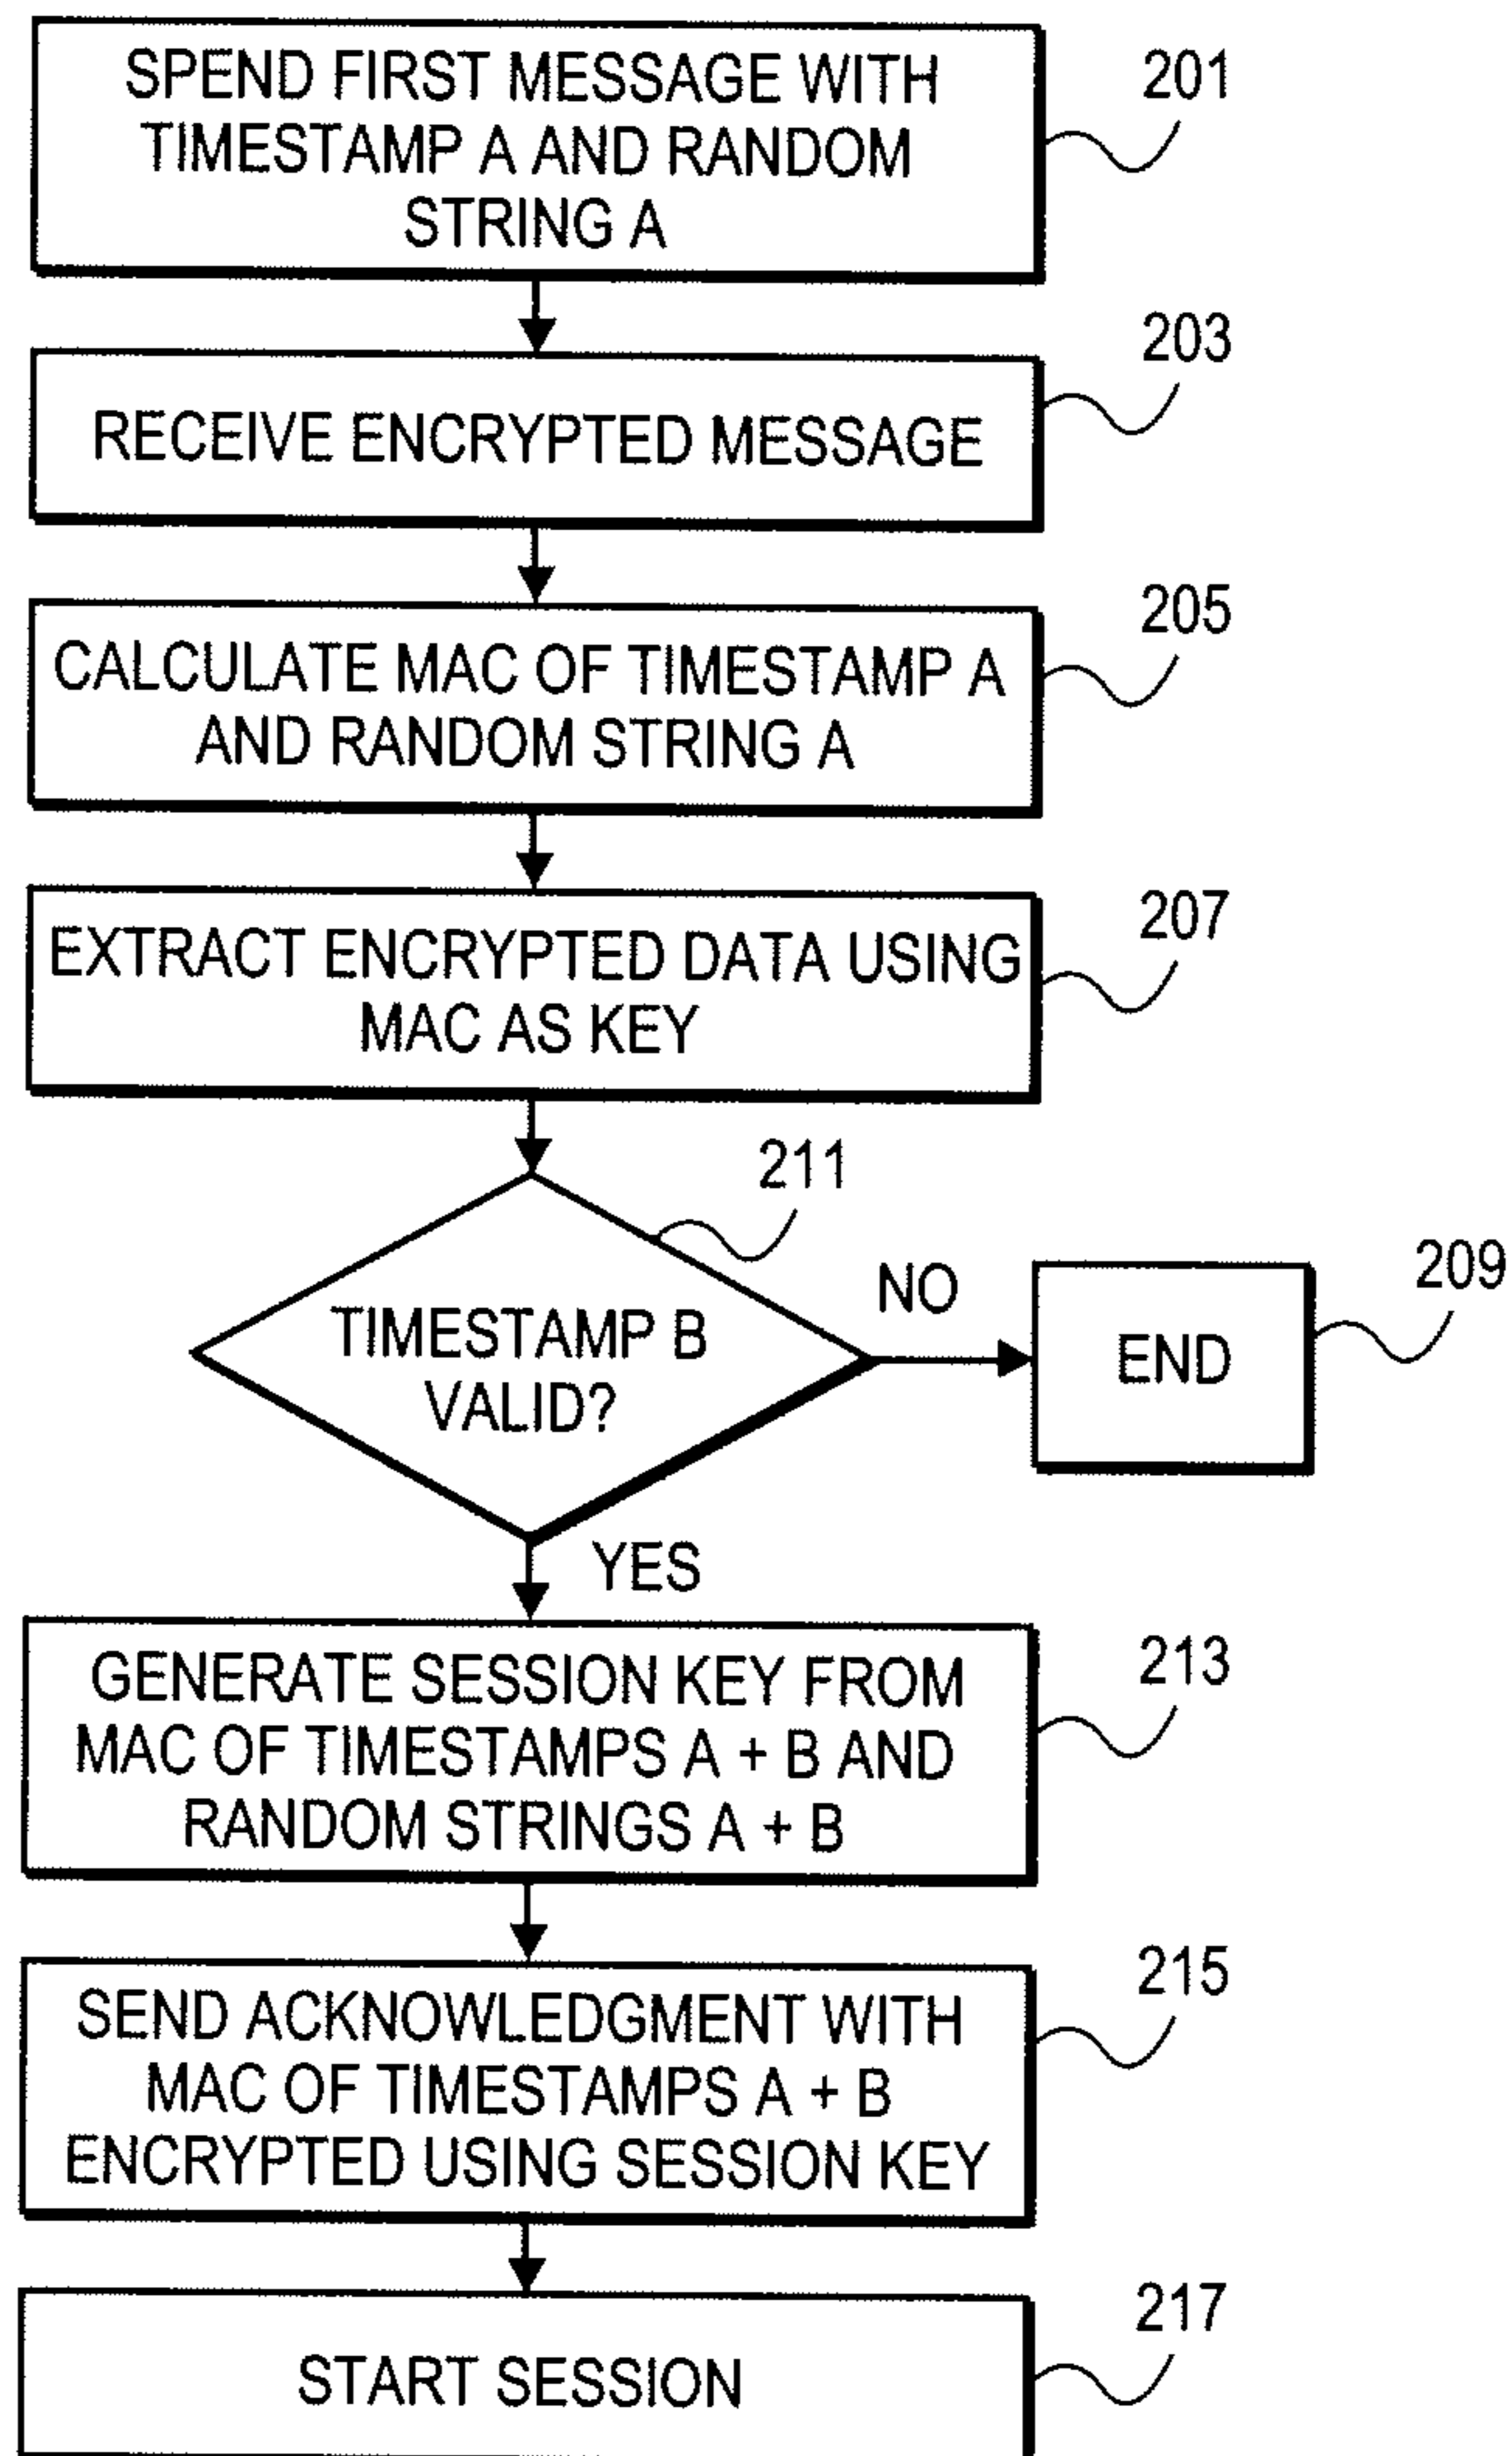 SPEND FIRST MESSAGE WITH
TIMESTAMP A AND RANDOM
STRING A
201
RECEIVE ENCRYPTED MESSAGE
203
CALCULATE MAC OF TIMESTAMP A
AND RANDOM STRING A
205
EXTRACT ENCRYPTED DATA USING
MAC AS KEY
207
TIMESTAMP B
VALID?
211
NO
END
209
YES
GENERATE SESSION KEY FROM
MAC OF TIMESTAMPS A + B AND
RANDOM STRINGS A + B
213
SEND ACKNOWLEDGMENT WITH
MAC OF TIMESTAMPS A + B
ENCRYPTED USING SESSION KEY
215
START SESSION
217